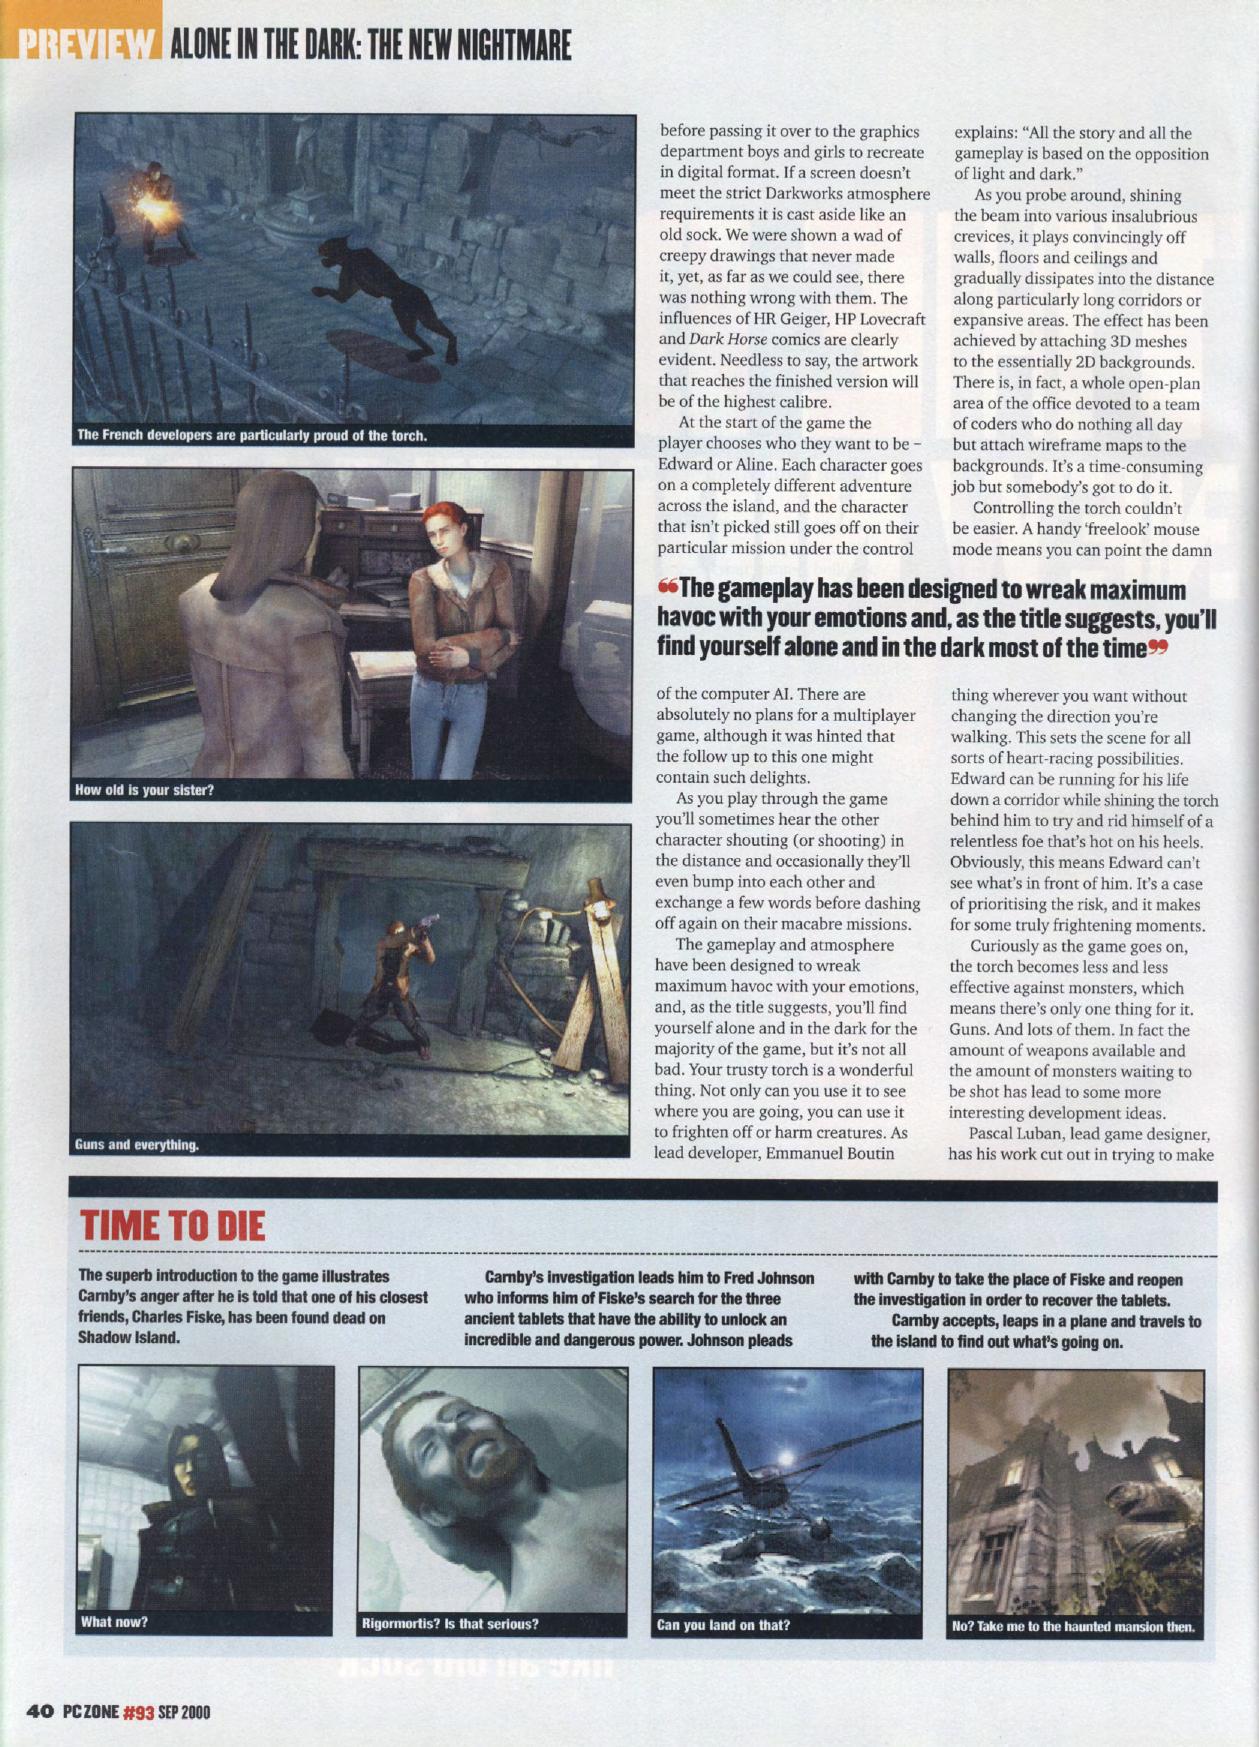 PREVIEW ALONE IN THE DARK: THE NEW NIGHTMARE
The French developers are particularly proud of the torch.
How old is your sister?
Guns and everything.
before passing it over to the graphics
department boys and girls to recreate
in digital format. If a screen doesn't
meet the strict Darkworks atmosphere
requirements it is cast aside like an
old sock. We were shown a wad of
creepy drawings that never made
it, yet, as far as we could see, there
was nothing wrong with them. The
influences of HR Geiger, HP Lovecraft
and Dark Horse comics are clearly
evident. Needless to say, the artwork
that reaches the finished version will
be of the highest calibre.
At the start of the game the
player chooses who they want to be –
Edward or Aline. Each character goes
on a completely different adventure
across the island, and the character
that isn't picked still goes off on their
particular mission under the control
explains: "All the story and all the
gameplay is based on the opposition
of light and dark."
As you probe around, shining
the beam into various insalubrious
crevices, it plays convincingly off
walls, floors and ceilings and
gradually dissipates into the distance
along particularly long corridors or
expansive areas. The effect has been
achieved by attaching 3D meshes
to the essentially 2D backgrounds.
There is, in fact, a whole open-plan
area of the office devoted to a team
of coders who do nothing all day
but attach wireframe maps to the
backgrounds. It's a time-consuming
job but somebody's got to do it.
Controlling the torch couldn't
be easier. A handy 'freelook' mouse
mode means you can point the damn
“The gameplay has been designed to wreak maximum
havoc with your emotions and, as the title suggests, you'll
find yourself alone and in the dark most of the time”
of the computer AI. There are
absolutely no plans for a multiplayer
game, although it was hinted that
the follow up to this one might
contain such delights.
As you play through the game
you'll sometimes hear the other
character shouting (or shooting) in
the distance and occasionally they'll
even bump into each other and
exchange a few words before dashing
off again on their macabre missions.
The gameplay and atmosphere
have been designed to wreak
maximum havoc with your emotions,
and, as the title suggests, you'll find
yourself alone and in the dark for the
majority of the game, but it's not all
bad. Your trusty torch is a wonderful
thing. Not only can you use it to see
where you are going, you can use it
to frighten off or harm creatures. As
lead developer, Emmanuel Boutin
thing wherever you want without
changing the direction you're
walking. This sets the scene for all
sorts of heart-racing possibilities.
Edward can be running for his life
down a corridor while shining the torch
behind him to try and rid himself of a
relentless foe that's hot on his heels.
Obviously, this means Edward can't
see what's in front of him. It's a case
of prioritising the risk, and it makes
for some truly frightening moments.
Curiously as the game goes on,
the torch becomes less and less
effective against monsters, which
means there's only one thing for it.
Guns. And lots of them. In fact the
amount of weapons available and
the amount of monsters waiting to
be shot has lead to some more
interesting development ideas.
Pascal Luban, lead game designer,
has his work cut out in trying to make
TIME TO DIE
The superb introduction to the game illustrates
Carnby's anger after he is told that one of his closest
friends, Charles Fiske, has been found dead on
Shadow Island.
Carnby's investigation leads him to Fred Johnson
who informs him of Fiske's search for the three
ancient tablets that have the ability to unlock an
incredible and dangerous power. Johnson pleads
with Carnby to take the place of Fiske and reopen
the investigation in order to recover the tablets.
Carnby accepts, leaps in a plane and travels to
the island to find out what's going on.
What now?
Rigormortis? Is that serious?
Can you land on that?
No? Take me to the haunted mansion then.
40 PC ZONE #93 SEP 2000